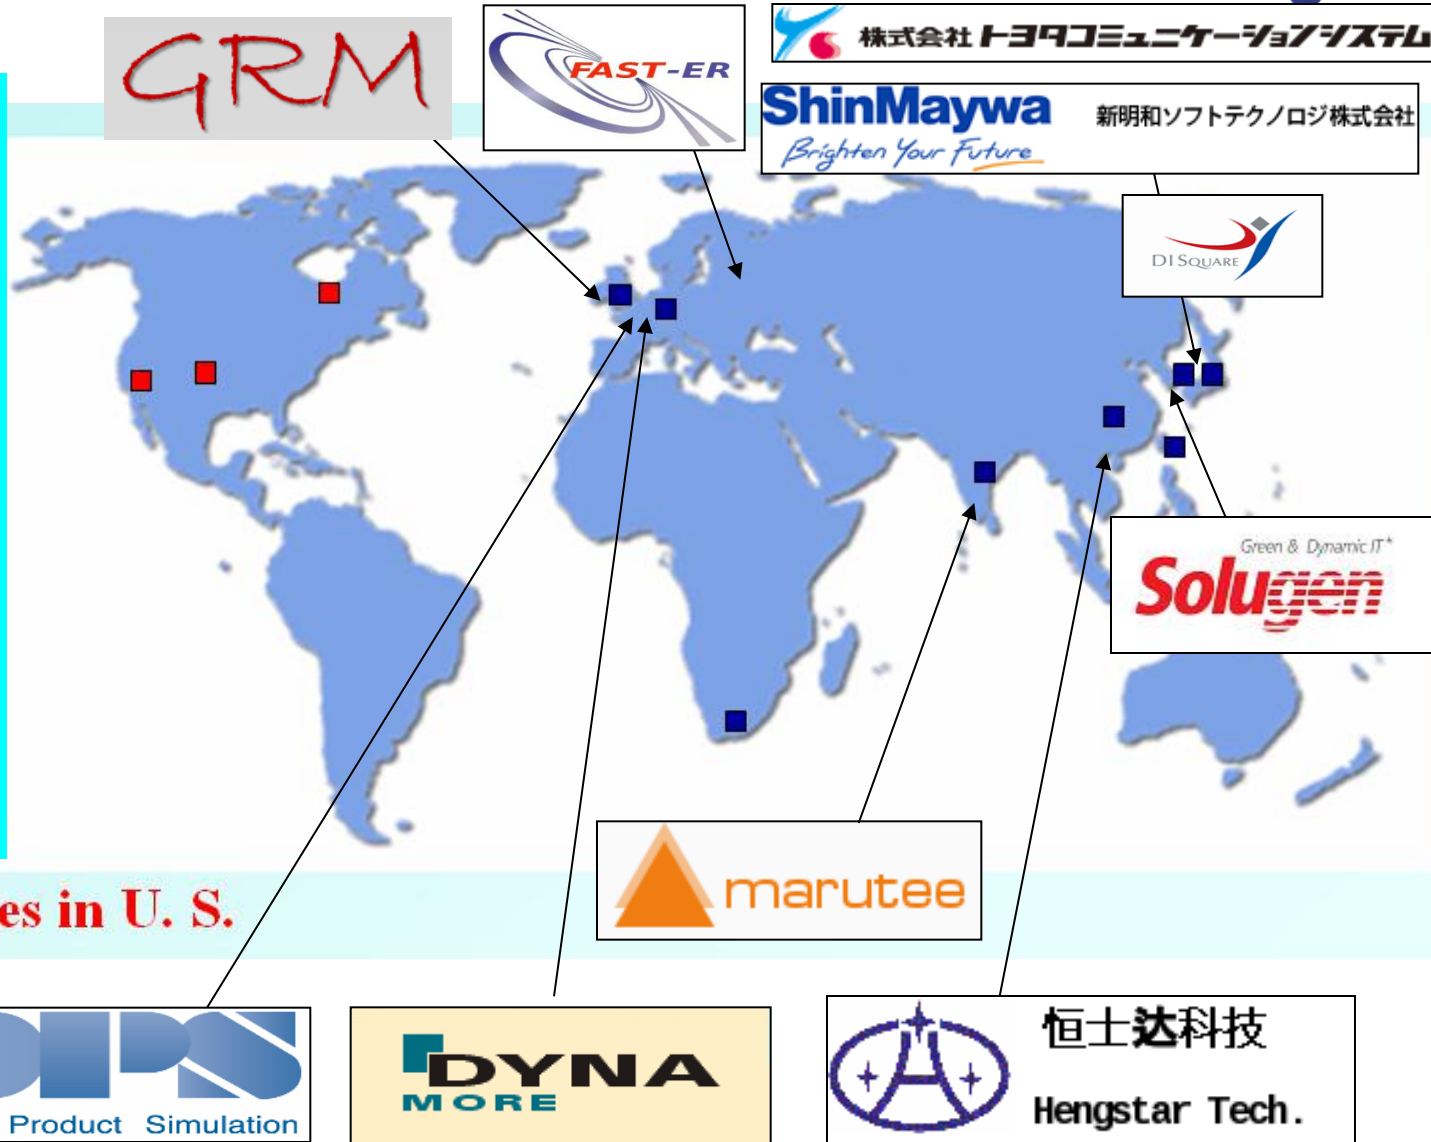 GRM
FAST-ER
株式会社 トヨタコミュニケーションシステム
ShinMaywa 新明和ソフトテクノロジ株式会社
Brighten Your Future
DI SQUARE
Green & Dynamic IT*
Solugen
marutee
es in U. S.
DPS
Product Simulation
DYNA
MORE
恒士达科技
Hengstar Tech.